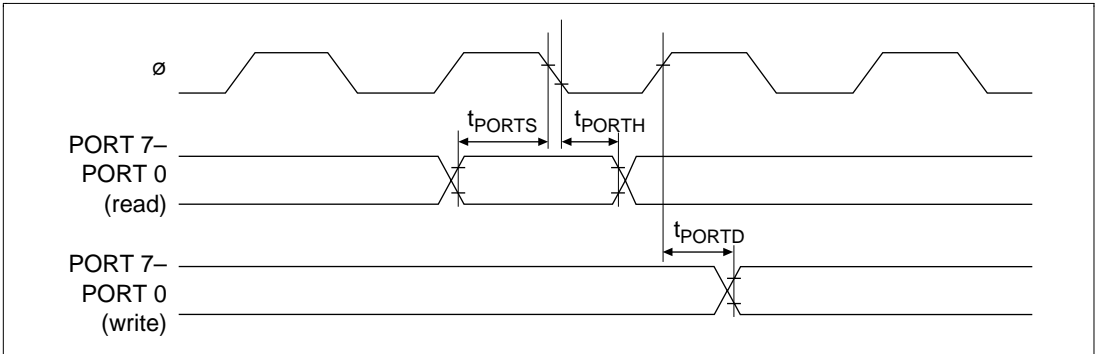 ø
tPORTS
tPORTH
PORT 7–
PORT 0
(read)
tPORTD
PORT 7–
PORT 0
(write)